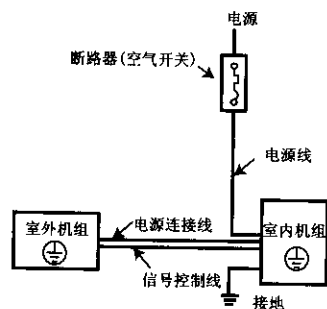 电源
断路器(空气开关)
电源线
室外机组
电源连接线
室内机组
信号控制线
接地